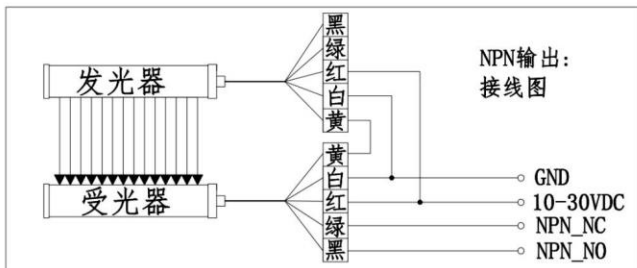 发光器
黑
绿
红
白
黄
NPN输出:
接线图
受光器
黄
白
红
绿
黑
GND
10-30VDC
NPN_NC
NPN_NO